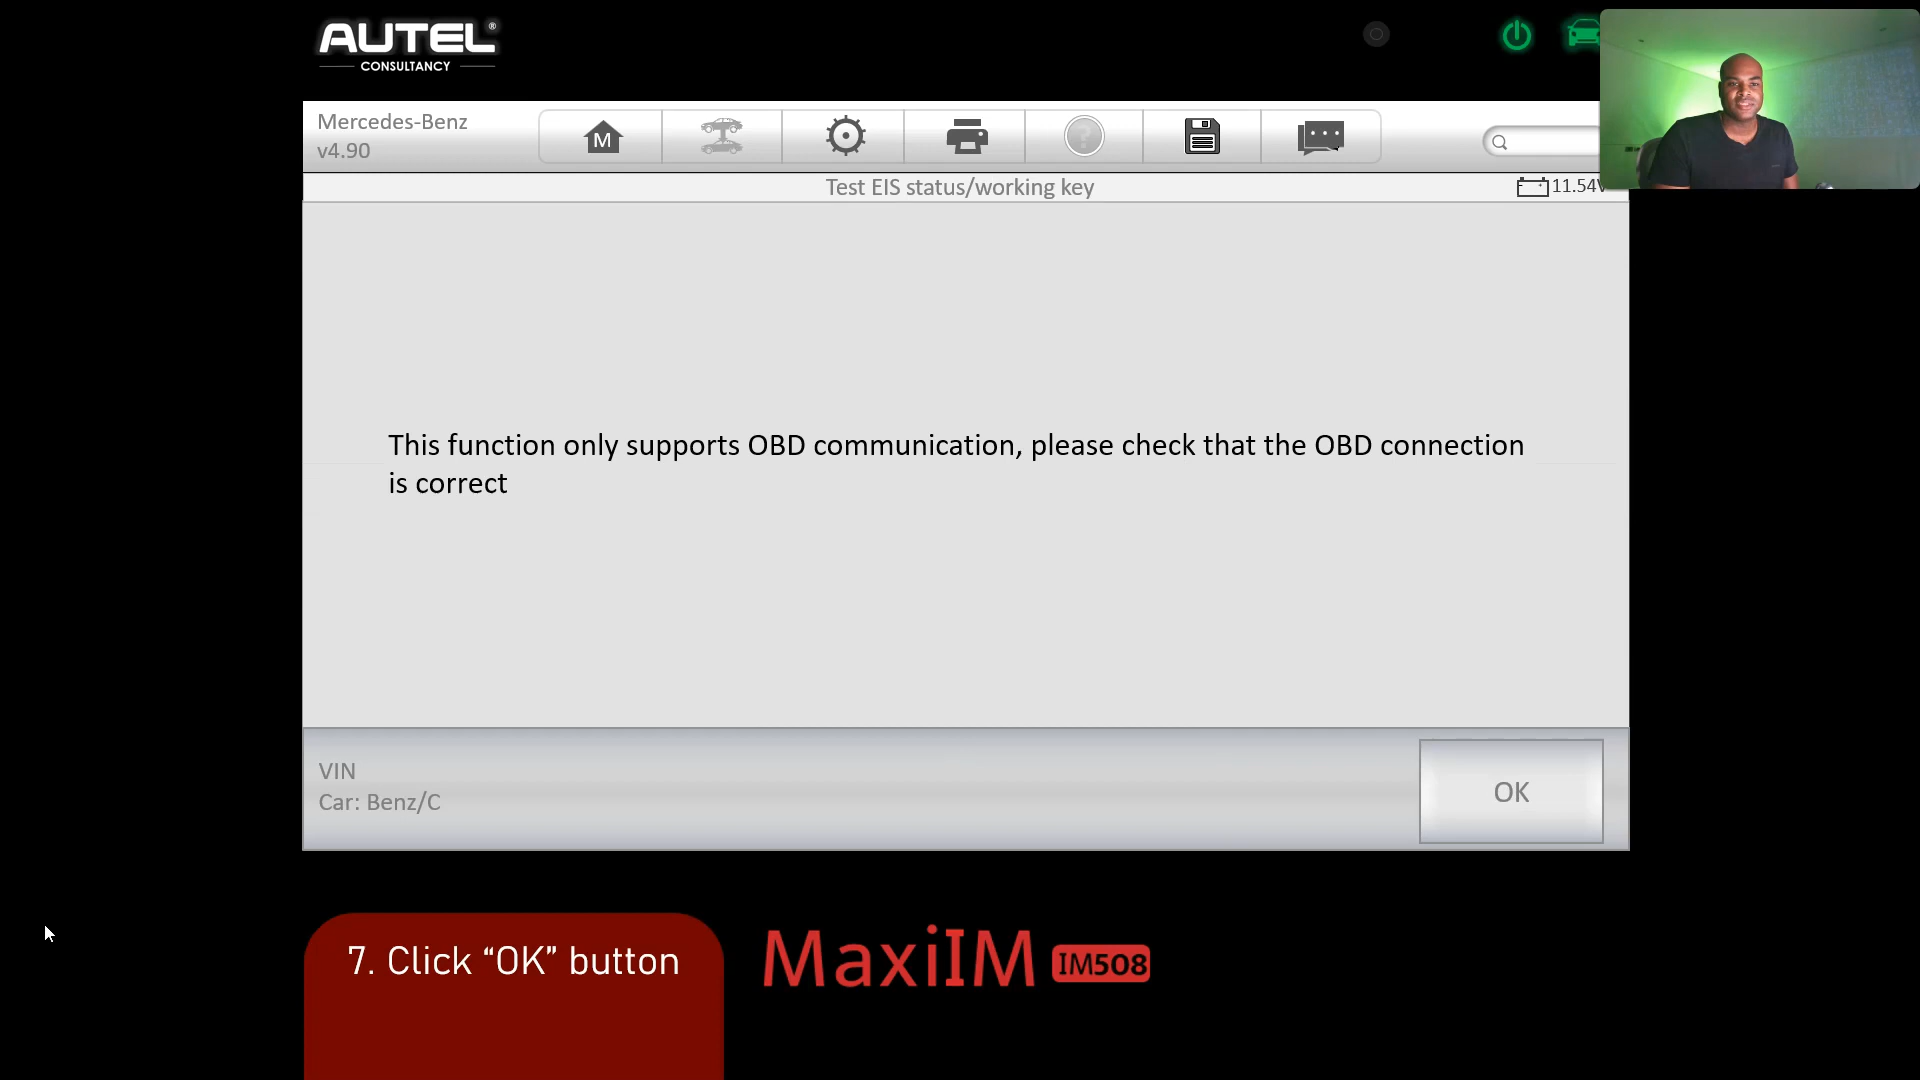 AUTEL®
CONSULTANCY
Mercedes-Benz
v4.90
M
?
Test EIS status/working key
11.54V
This function only supports OBD communication, please check that the OBD connection
is correct
VIN
Car: Benz/C
OK
7. Click “OK” button
MaxiIM IM508